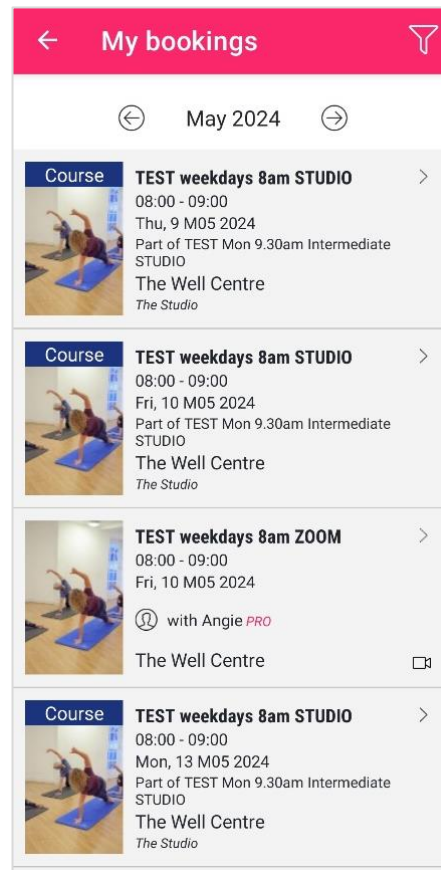 My bookings
May 2024
Course
TEST weekdays 8am STUDIO
08:00 - 09:00
Thu, 9 M05 2024
Part of TEST Mon 9.30am Intermediate
STUDIO
The Well Centre
The Studio
Course
TEST weekdays 8am STUDIO
08:00 - 09:00
Fri, 10 M05 2024
Part of TEST Mon 9.30am Intermediate
STUDIO
The Well Centre
The Studio
TEST weekdays 8am ZOOM
08:00 - 09:00
Fri, 10 M05 2024
with Angie PRO
The Well Centre
Course
TEST weekdays 8am STUDIO
08:00 - 09:00
Mon, 13 M05 2024
Part of TEST Mon 9.30am Intermediate
STUDIO
The Well Centre
The Studio